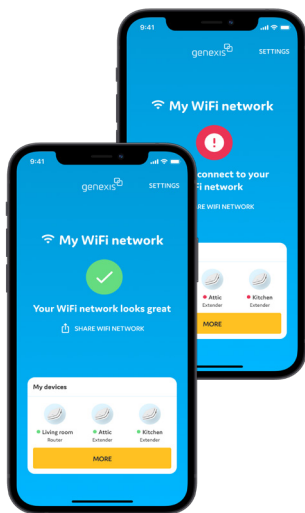 9:41
genexis
SETTINGS
My WiFi network
connect to your
Fi network
RE WIFI NETWORK
Attic
Extender
Kitchen
Extender
MORE
9:41
genexis
SETTINGS
My WiFi network
Your WiFi network looks great
SHARE WIFI NETWORK
My devices
Living room
Router
Attic
Extender
Kitchen
Extender
MORE